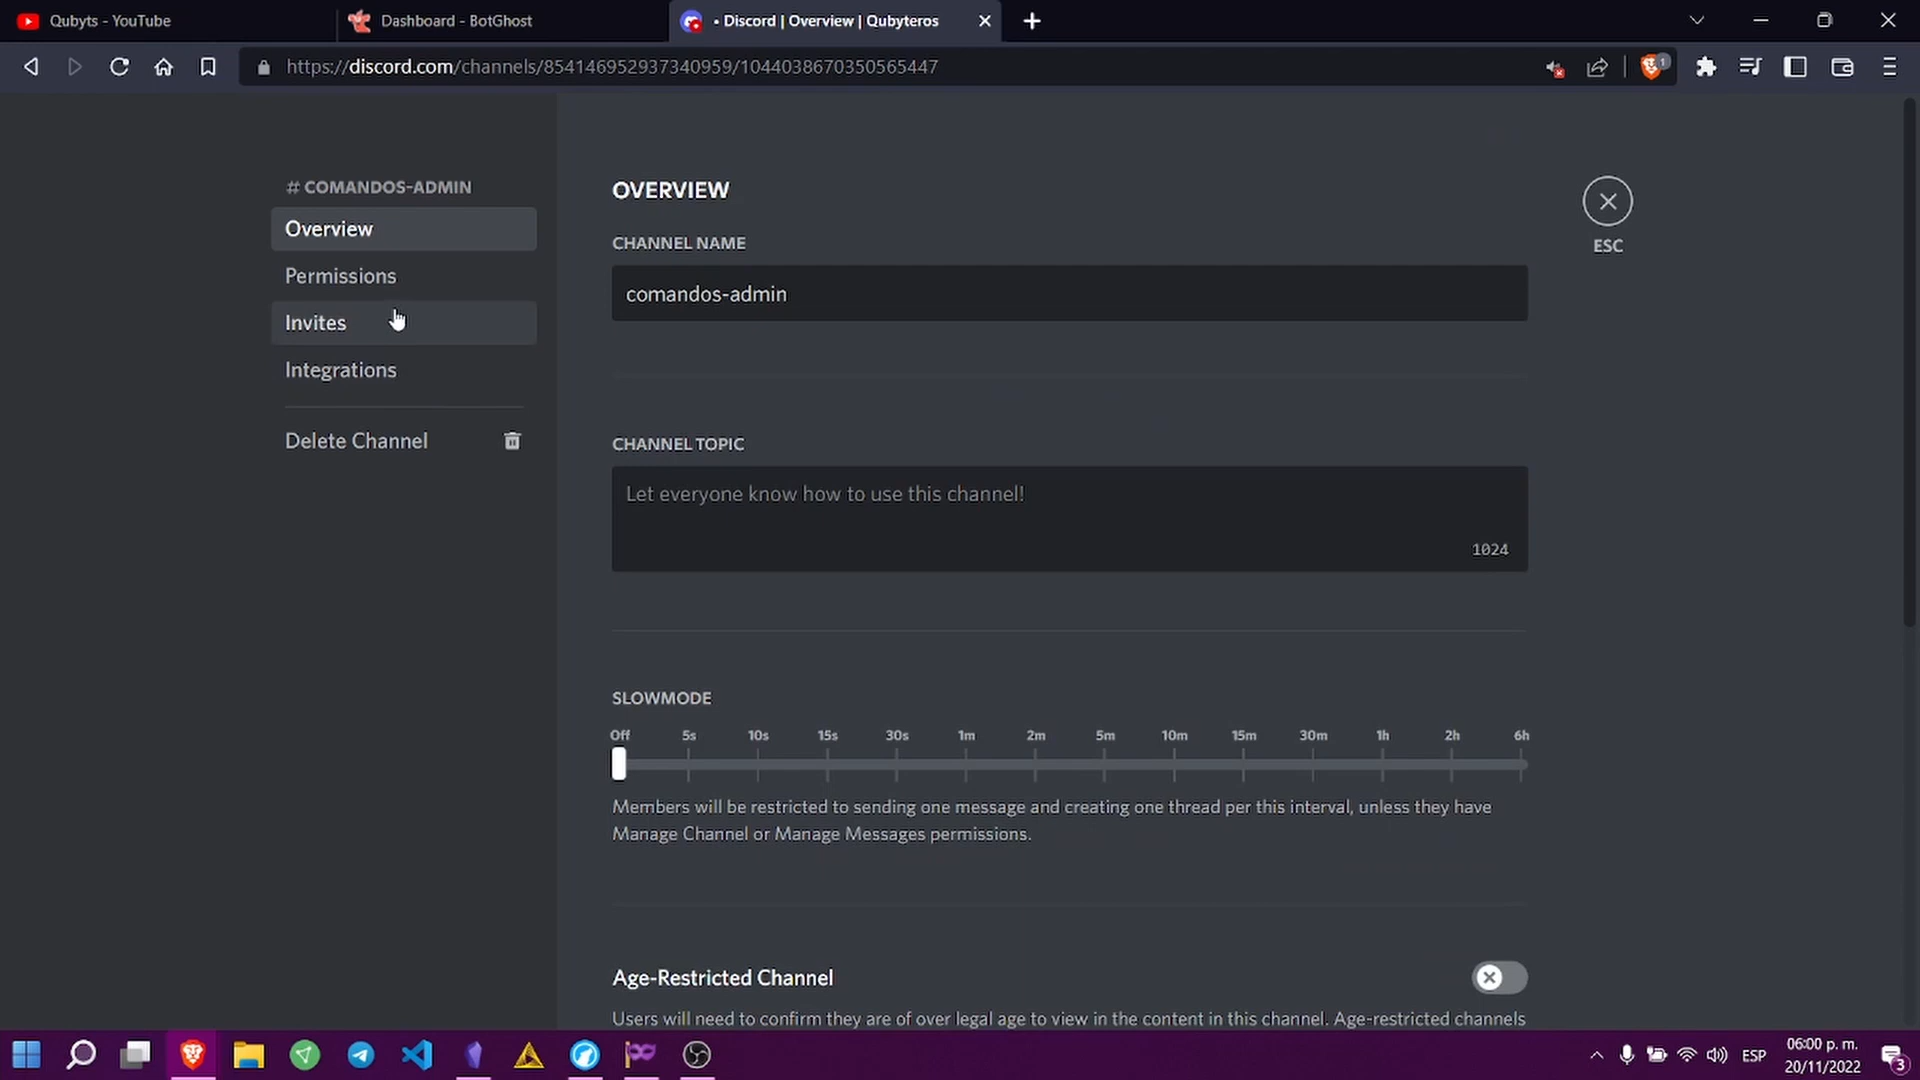 Qubyts - YouTube
Dashboard - BotGhost
• Discord | Overview | Qubyteros
https://discord.com/channels/854146952937340959/1044038670350565447
1
# COMANDOS-ADMIN
Overview
Permissions
Invites
Integrations
Delete Channel
OVERVIEW
CHANNEL NAME
comandos-admin
ESC
CHANNEL TOPIC
Let everyone know how to use this channel!
1024
SLOWMODE
Off 5s 10s 15s 30s 1m 2m 5m 10m 15m 30m 1h 2h 6h
Members will be restricted to sending one message and creating one thread per this interval, unless they have
Manage Channel or Manage Messages permissions.
Age-Restricted Channel
Users will need to confirm they are of over legal age to view in the content in this channel. Age-restricted channels
ESP
06:00 p. m.
20/11/2022
3